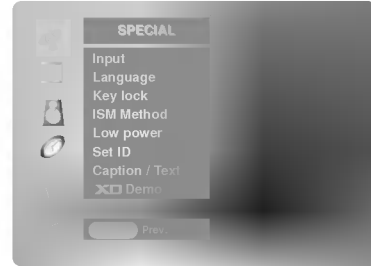 SPECIAL
Input
Language
Key lock
ISM Method
Low power
Set ID
Caption / Text
XD Demo
Prev.